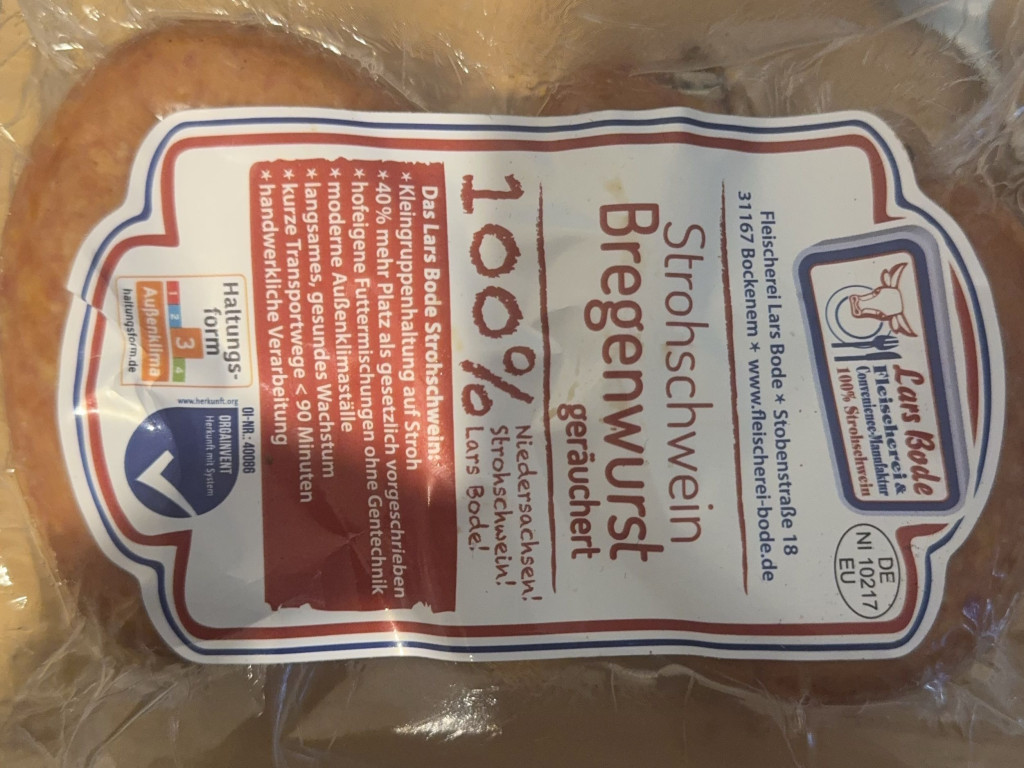 Lars Bode
Fleischerei &
Convenience-Manufaktur
100% Strohschwein
DE
NI 10217
EU
Fleischerei Lars Bode * Stobenstraße 18
31167 Bockenem * www.fleischerei-bode.de
Strohschwein
Bregenwurst
geräuchert
100%
Niedersachsen!
Strohschwein!
Lars Bode!
Das Lars Bode Strohschwein:
* Kleingruppenhaltung auf Stroh
* 40 % mehr Platz als gesetzlich vorgeschrieben
* hofeigene Futtermischungen ohne Gentechnik
* moderne Außenklimaställe
* langsames, gesundes Wachstum
* kurze Transportwege < 90 Minuten
* handwerkliche Verarbeitung
Haltungs-
form
1 2 3 4
Außenklima
haltungsform.de
OI-NR.: 40086
ORGAINVENT
Herkunft mit System
www.herkunft.org